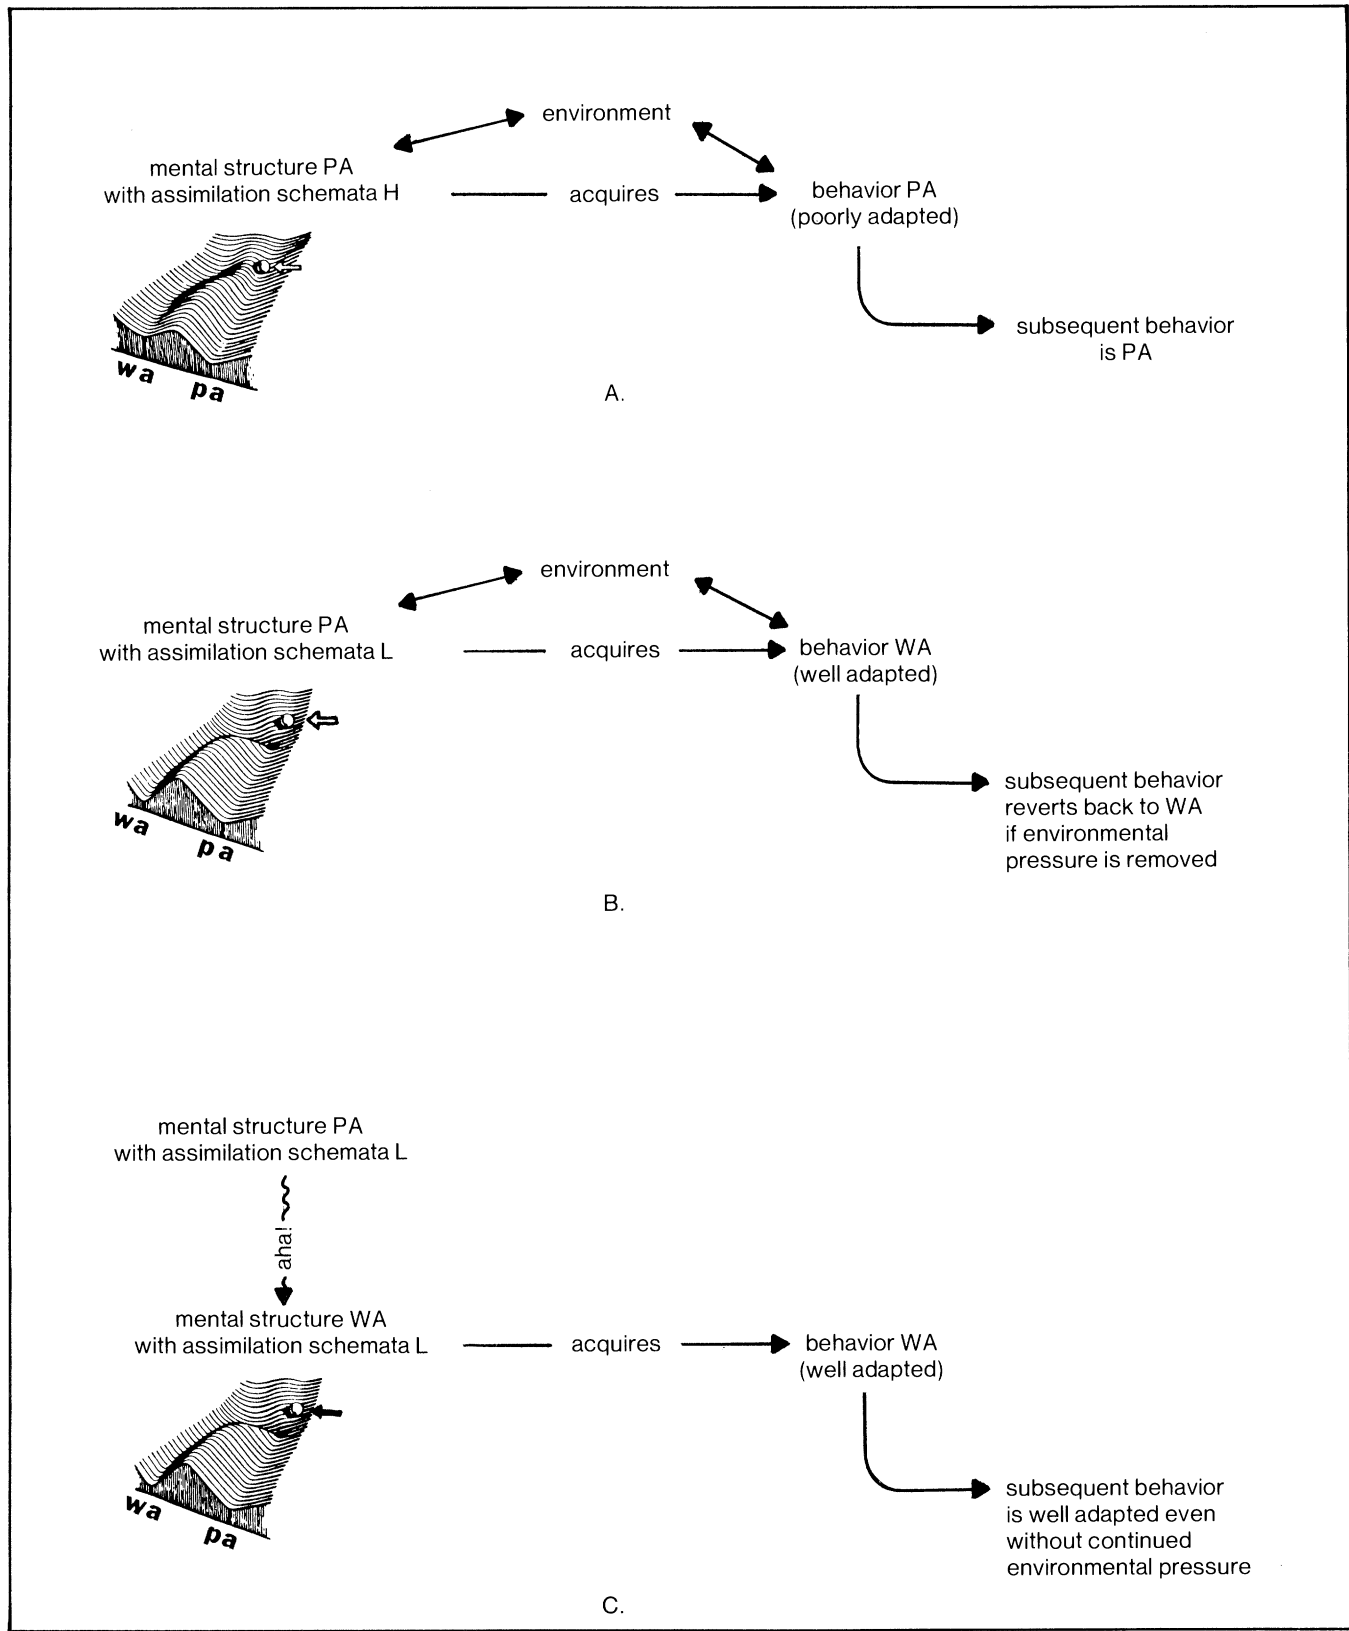 environment
mental structure PA
with assimilation schemata H
acquires
behavior PA
(poorly adapted)
subsequent behavior
is PA
wa
pa
A.
environment
mental structure PA
with assimilation schemata L
acquires
behavior WA
(well adapted)
subsequent behavior
reverts back to WA
if environmental
pressure is removed
wa
pa
B.
mental structure PA
with assimilation schemata L
aha!
mental structure WA
with assimilation schemata L
acquires
behavior WA
(well adapted)
subsequent behavior
is well adapted even
without continued
environmental pressure
wa
pa
C.